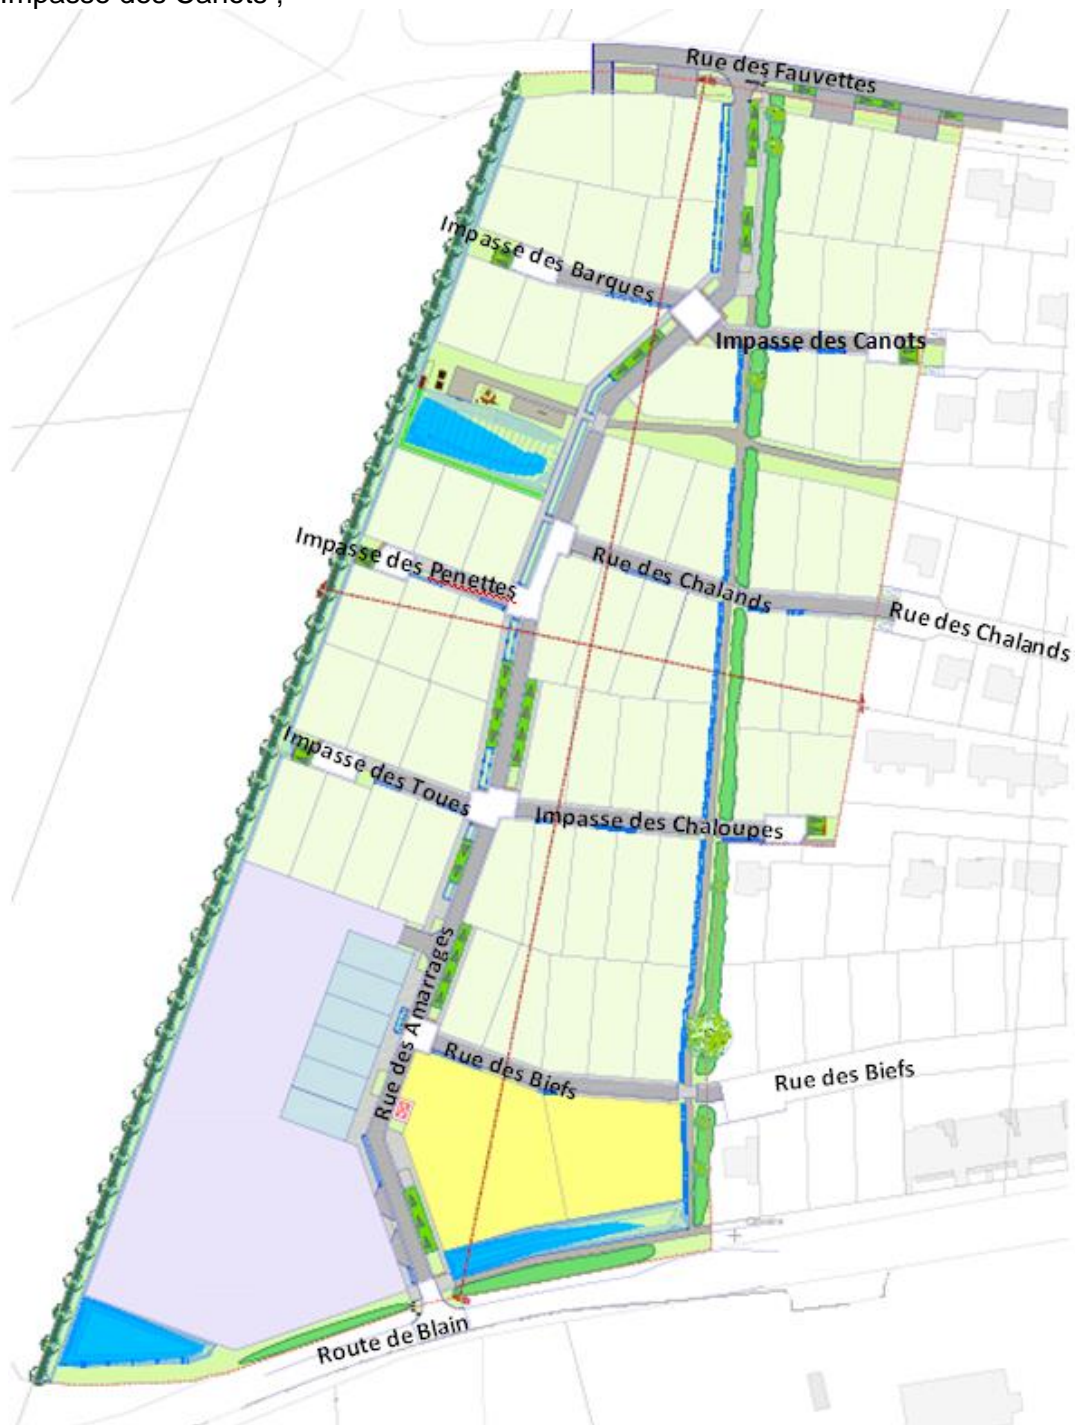 Impasse des Canots ;
Rue des Fauvettes
Impasse des Barques
Impasse des Canots
Impasse des Penettes
Rue des Chalands
Rue des Chalands
Impasse des Toues
Impasse des Chaloupes
Rue des Amarrages
Rue des Biefs
Rue des Biefs
Route de Blain